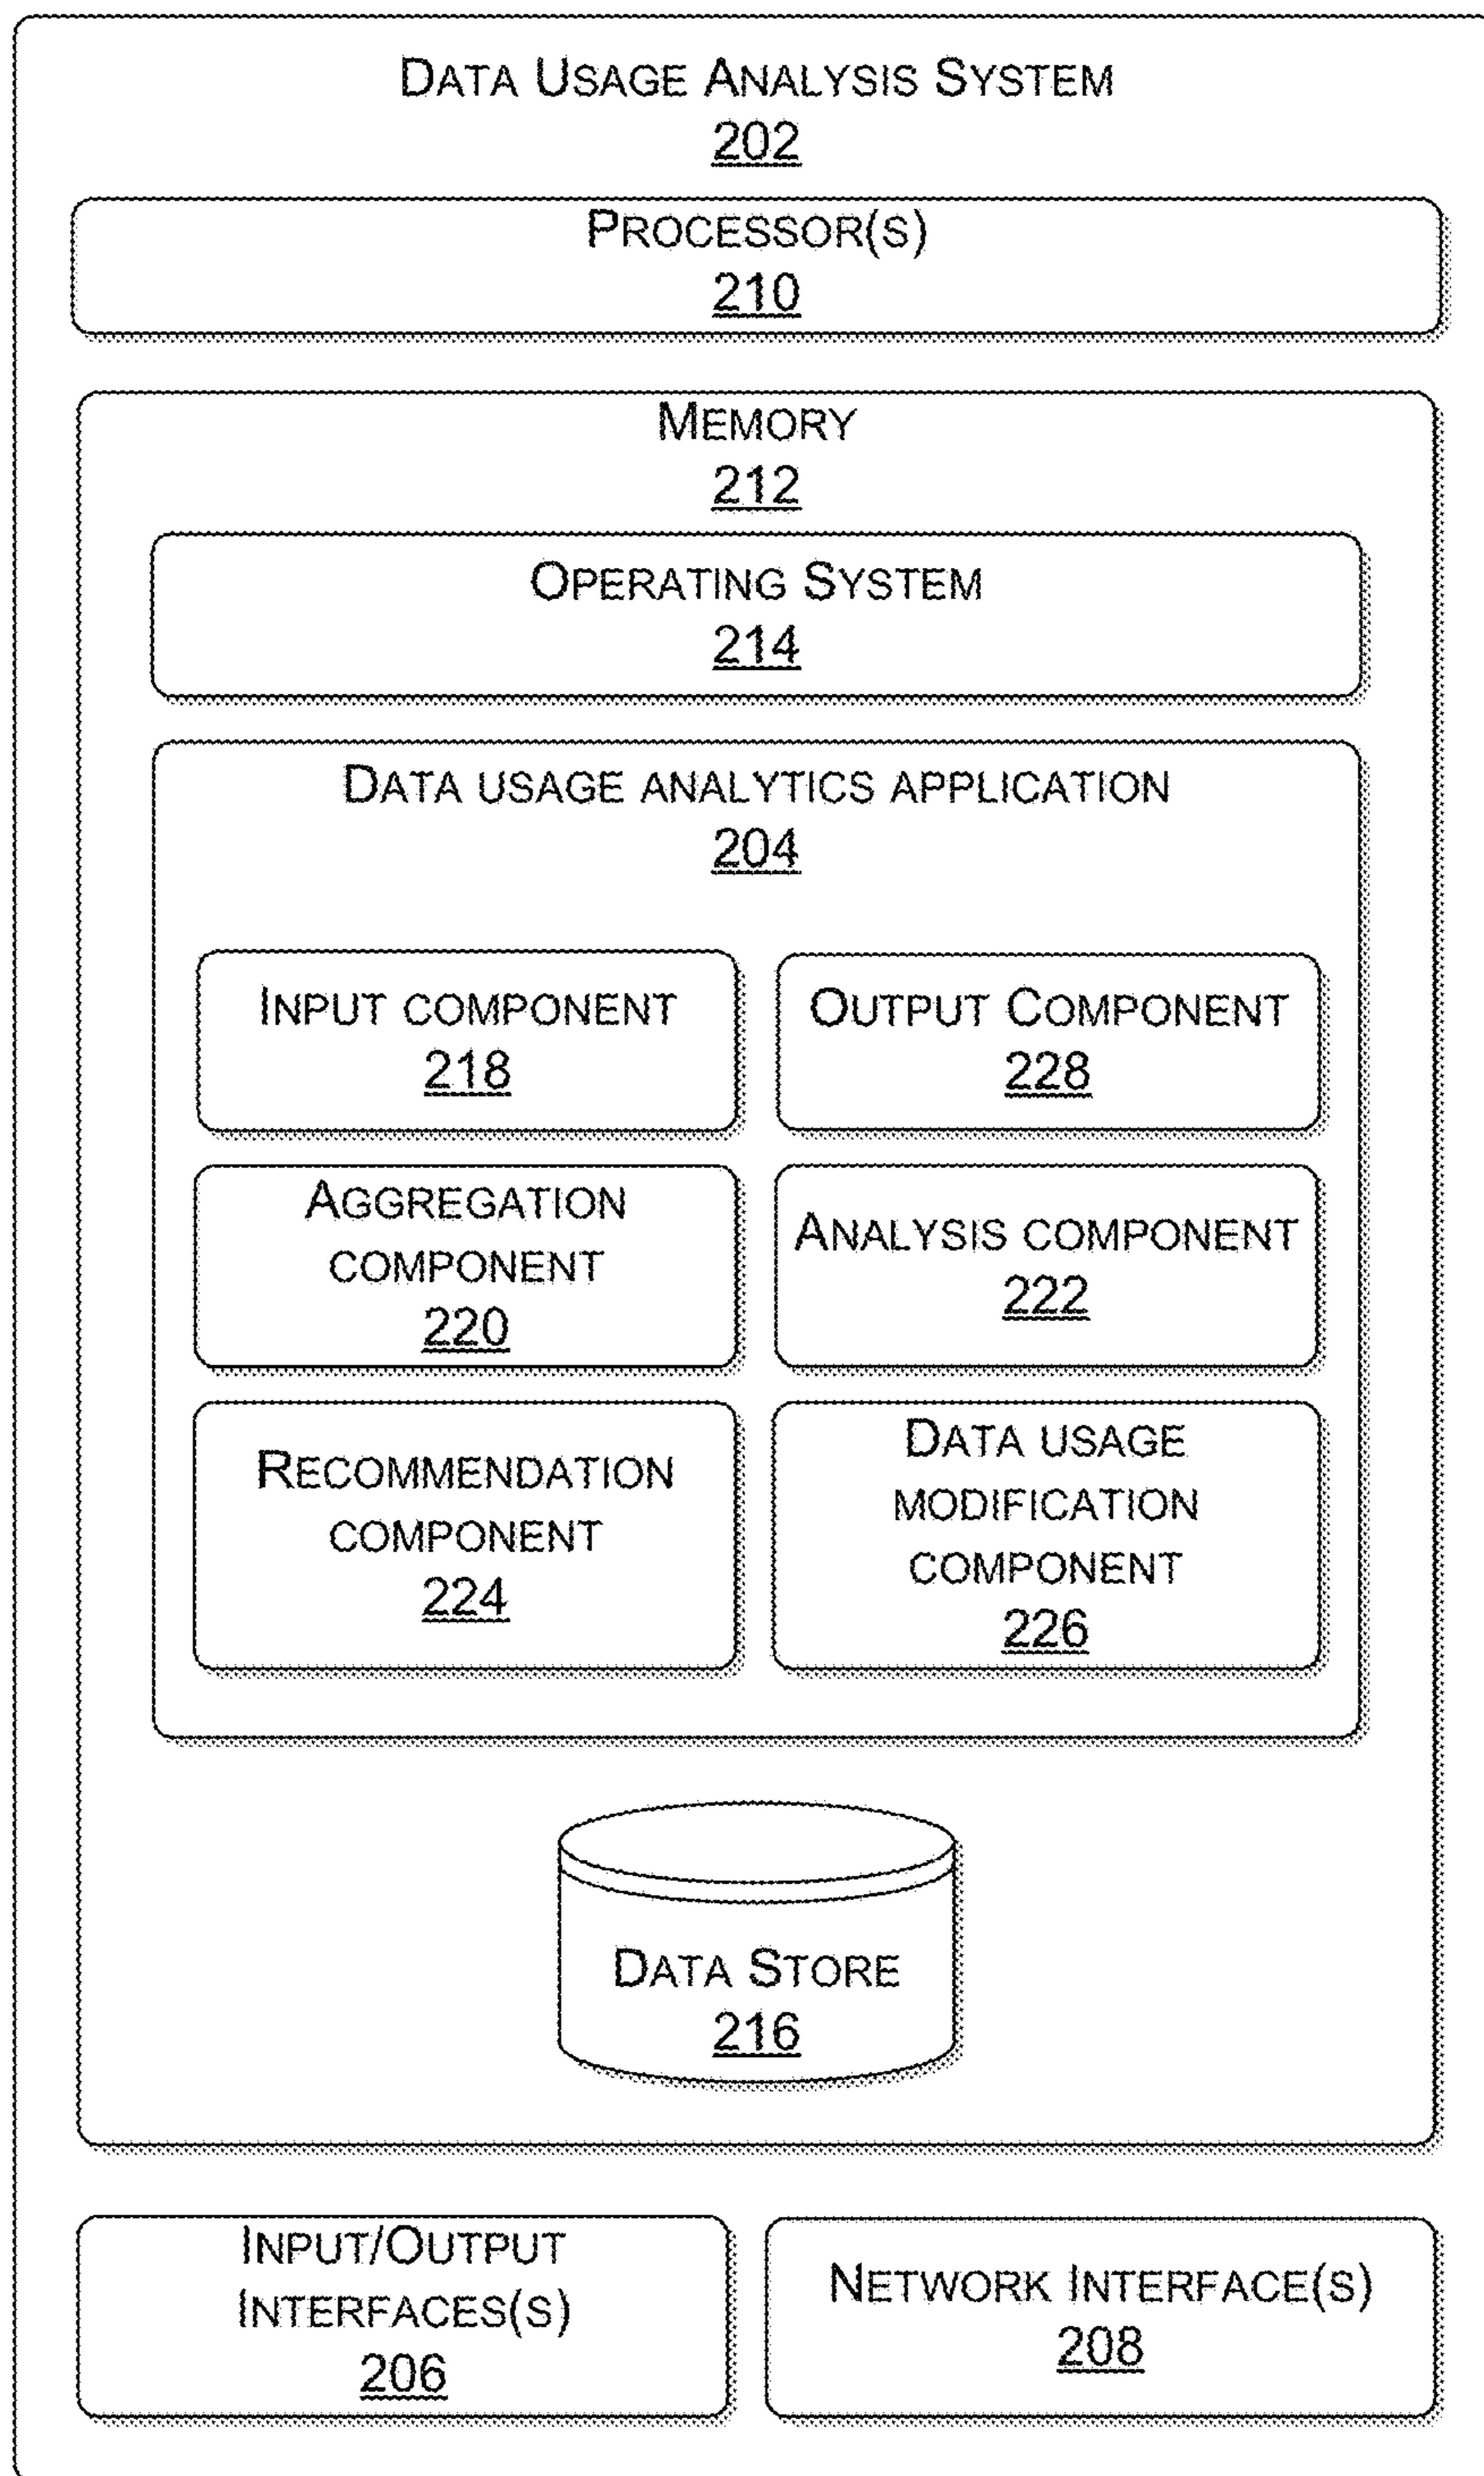 DATA USAGE ANALYSIS SYSTEM
202
PROCESSOR(S)
210
MEMORY
212
OPERATING SYSTEM
214
DATA USAGE ANALYTICS APPLICATION
204
INPUT COMPONENT
218
OUTPUT COMPONENT
228
AGGREGATION
COMPONENT
220
ANALYSIS COMPONENT
222
RECOMMENDATION
COMPONENT
224
DATA USAGE
MODIFICATION
COMPONENT
226
DATA STORE
216
INPUT/OUTPUT
INTERFACES(S)
206
NETWORK INTERFACE(S)
208